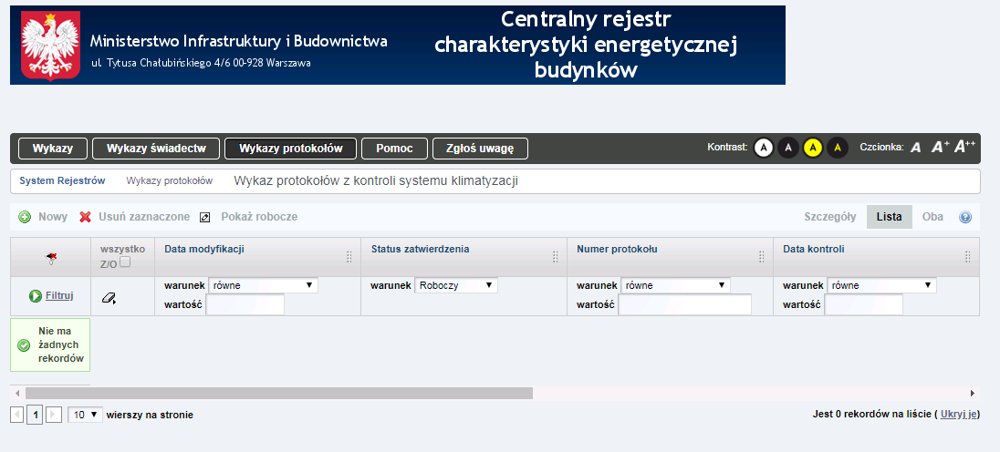 Ministerstwo Infrastruktury i Budownictwa
ul. Tytusa Chałubińskiego 4/6 00-928 Warszawa
Centralny rejestr
charakterystyki energetycznej
budynków
Wykazy Wykazy świadectw Wykazy protokołów Pomoc Zgłoś uwagę Kontrast: A A A A Czcionka: A A+ A++
System Rejestrów Wykazy protokołów Wykaz protokołów z kontroli systemu klimatyzacji
Nowy Usuń zaznaczone Pokaż robocze Szczegóły Lista Oba ?
wszystko Z/O Data modyfikacji Status zatwierdzenia Numer protokołu Data kontroli
Filtruj warunek równe warunek Roboczy warunek równe warunek równe
wartość wartość wartość
Nie ma
żadnych
rekordów
1 10 wierszy na stronie Jest 0 rekordów na liście ( Ukryj je)